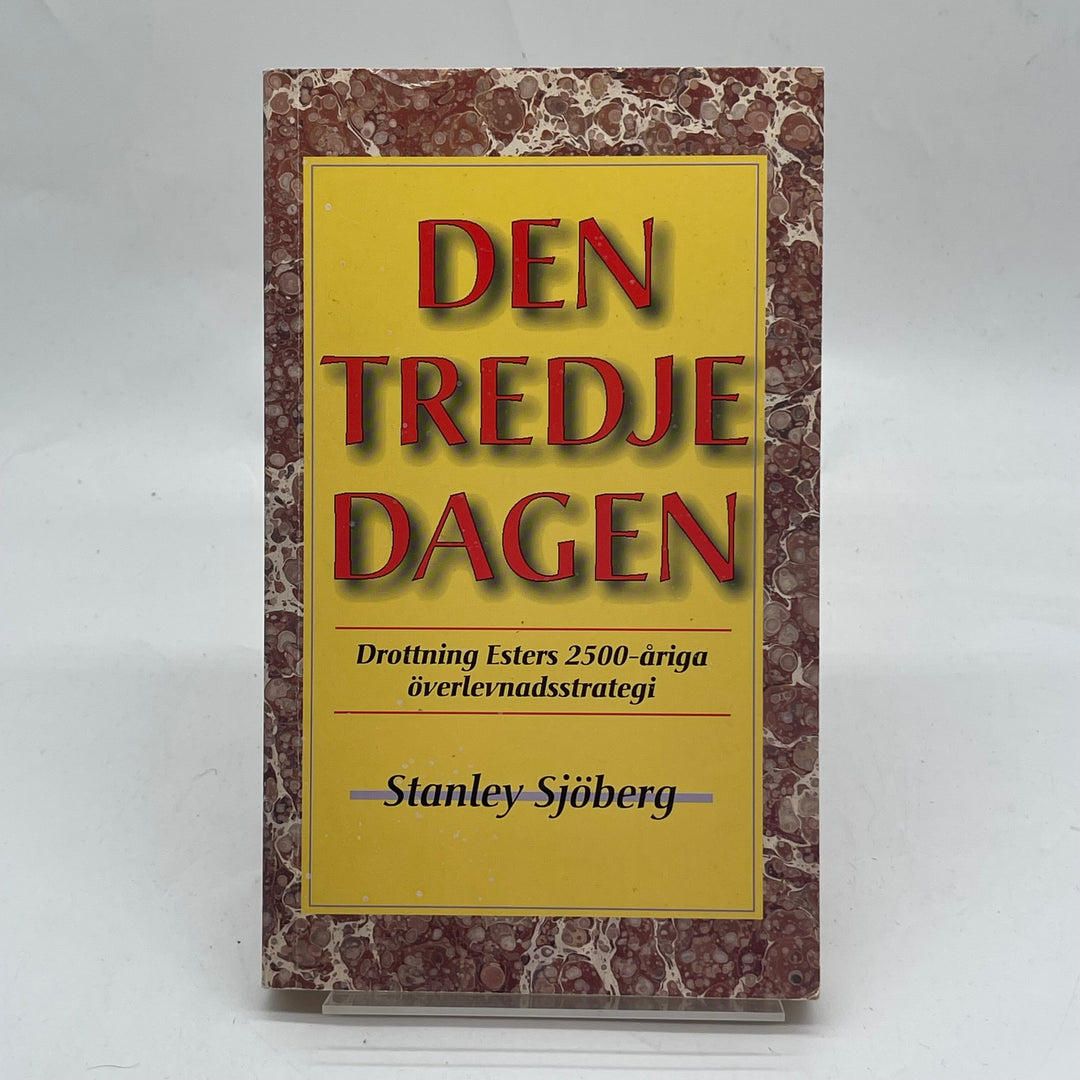 DEN
TREDJE
DAGEN
Drottning Esters 2500-åriga
överlevnadsstrategi
Stanley Sjöberg